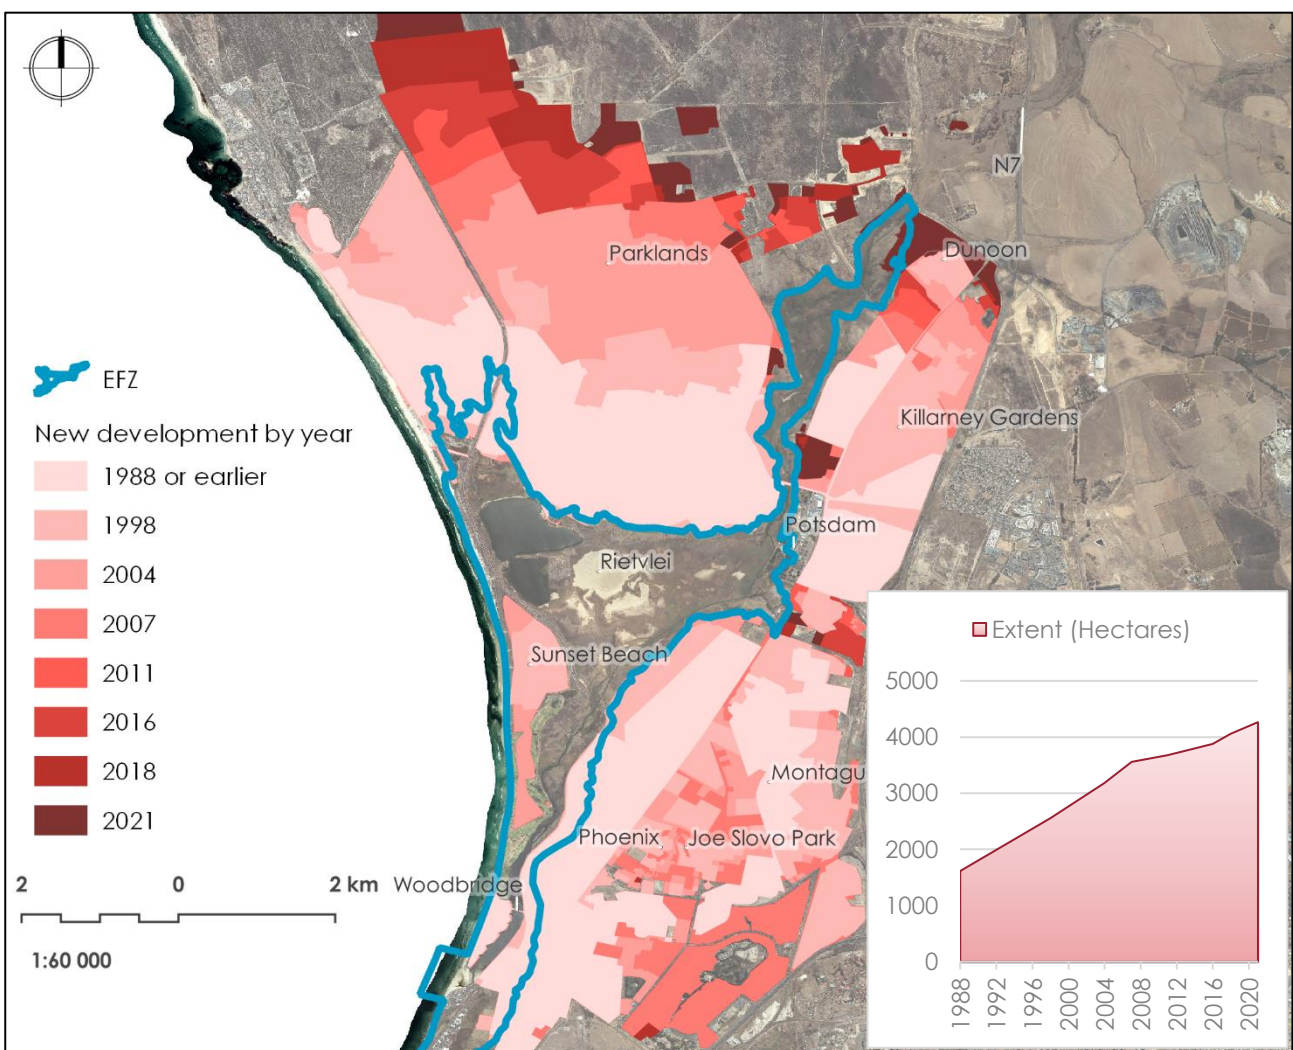 N7
Parklands
Dunoon
EFZ
New development by year
1988 or earlier
1998
2004
2007
2011
2016
2018
2021
Killarney Gardens
Potsdam
Rietvlei
Sunset Beach
Montagu
Phoenix
Joe Slovo Park
Woodbridge
2 0 2 km
1:60 000
Extent (Hectares)
5000
4000
3000
2000
1000
0
1988 1992 1996 2000 2004 2008 2012 2016 2020